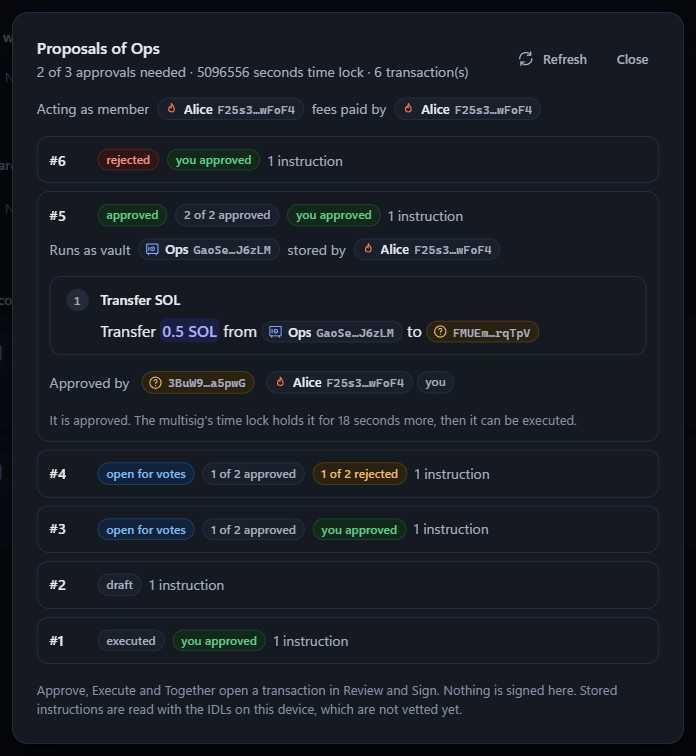 Proposals of Ops
2 of 3 approvals needed · 5096556 seconds time lock · 6 transaction(s)
Refresh
Close
Acting as member Alice F25s3…wFoF4 fees paid by Alice F25s3…wFoF4
#6 rejected you approved 1 instruction
#5 approved 2 of 2 approved you approved 1 instruction
Runs as vault Ops GaoSe…J6zLM stored by Alice F25s3…wFoF4
1 Transfer SOL
Transfer 0.5 SOL from Ops GaoSe…J6zLM to FMUEm…rqTpV
Approved by 3BuW9…a5pwG Alice F25s3…wFoF4 you
It is approved. The multisig's time lock holds it for 18 seconds more, then it can be executed.
#4 open for votes 1 of 2 approved 1 of 2 rejected 1 instruction
#3 open for votes 1 of 2 approved you approved 1 instruction
#2 draft 1 instruction
#1 executed you approved 1 instruction
Approve, Execute and Together open a transaction in Review and Sign. Nothing is signed here. Stored
instructions are read with the IDLs on this device, which are not vetted yet.